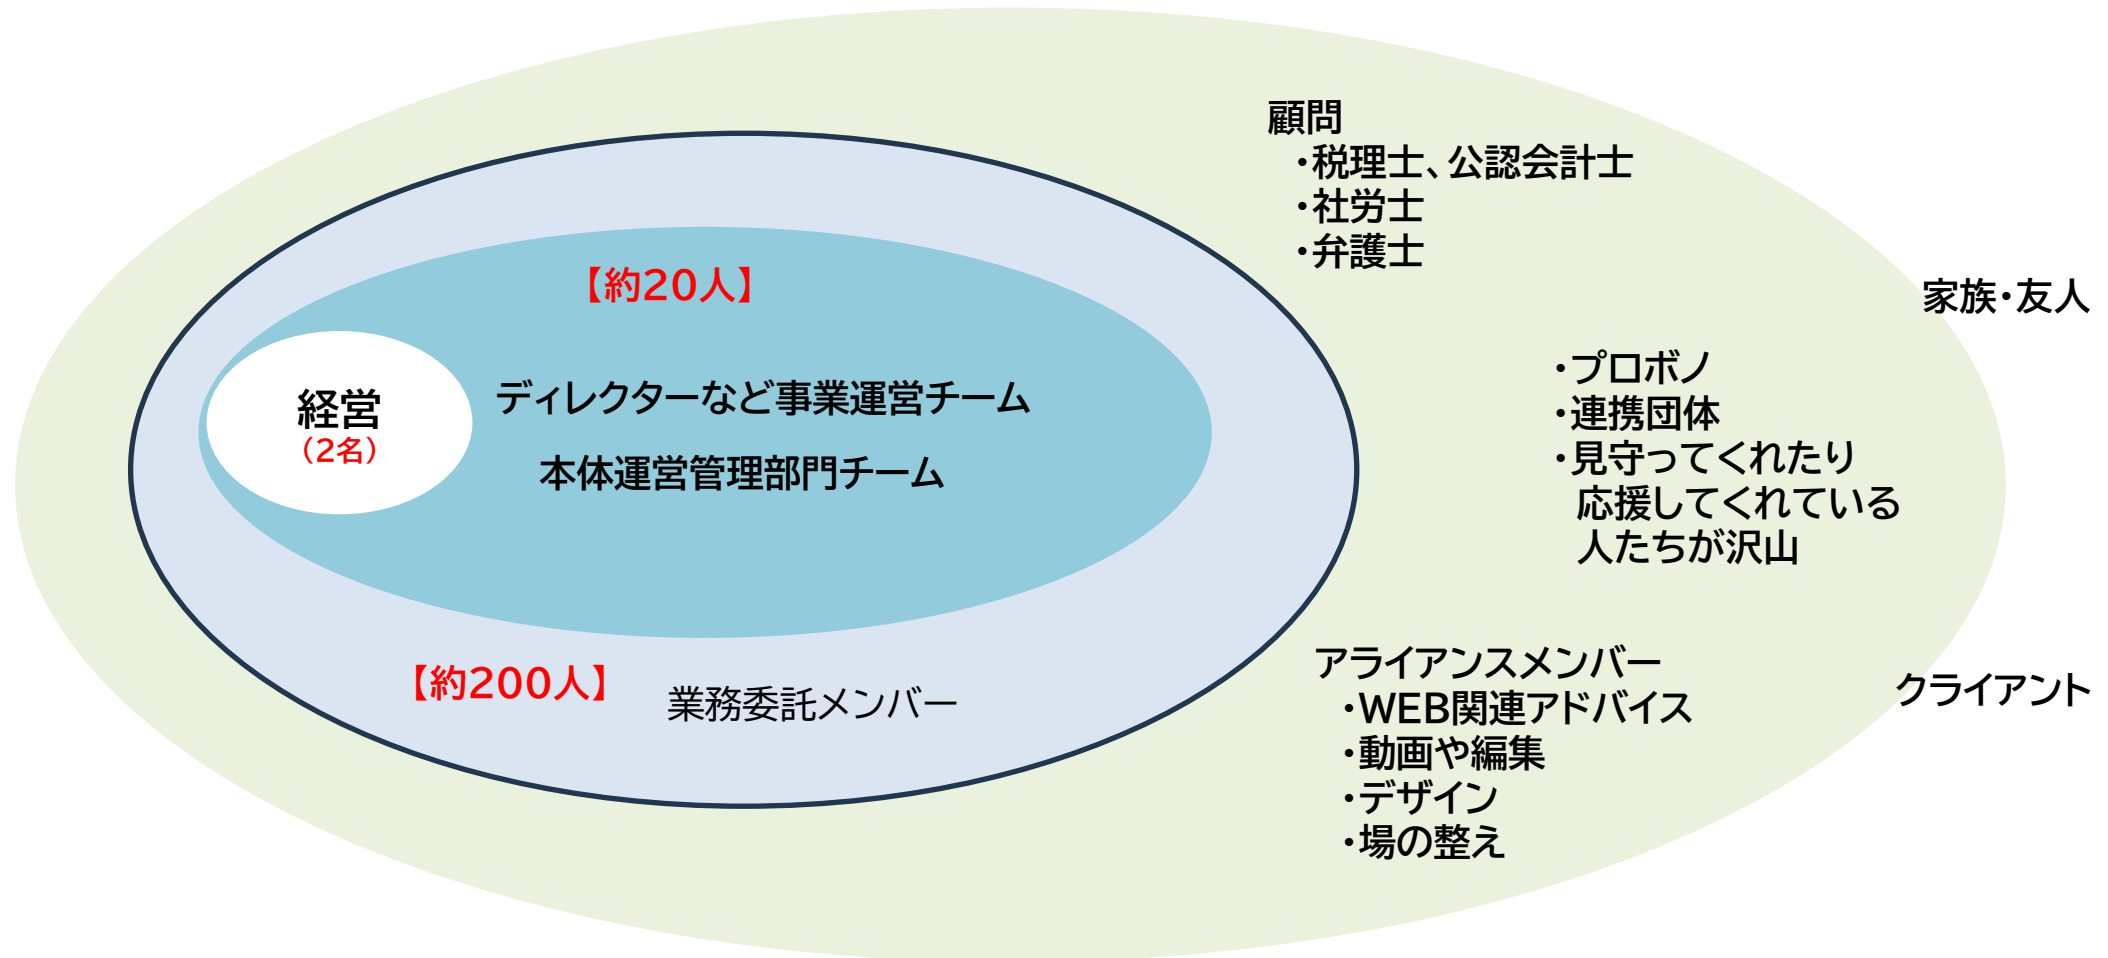 顧問
・税理士、公認会計士
・社労士
・弁護士
【約20人】
家族・友人
経営
（2名）
ディレクターなど事業運営チーム
本体運営管理部門チーム
・プロボノ
・連携団体
・見守ってくれたり
応援してくれている
人たちが沢山
【約200人】
業務委託メンバー
アライアンスメンバー
・WEB関連アドバイス
・動画や編集
・デザイン
・場の整え
クライアント